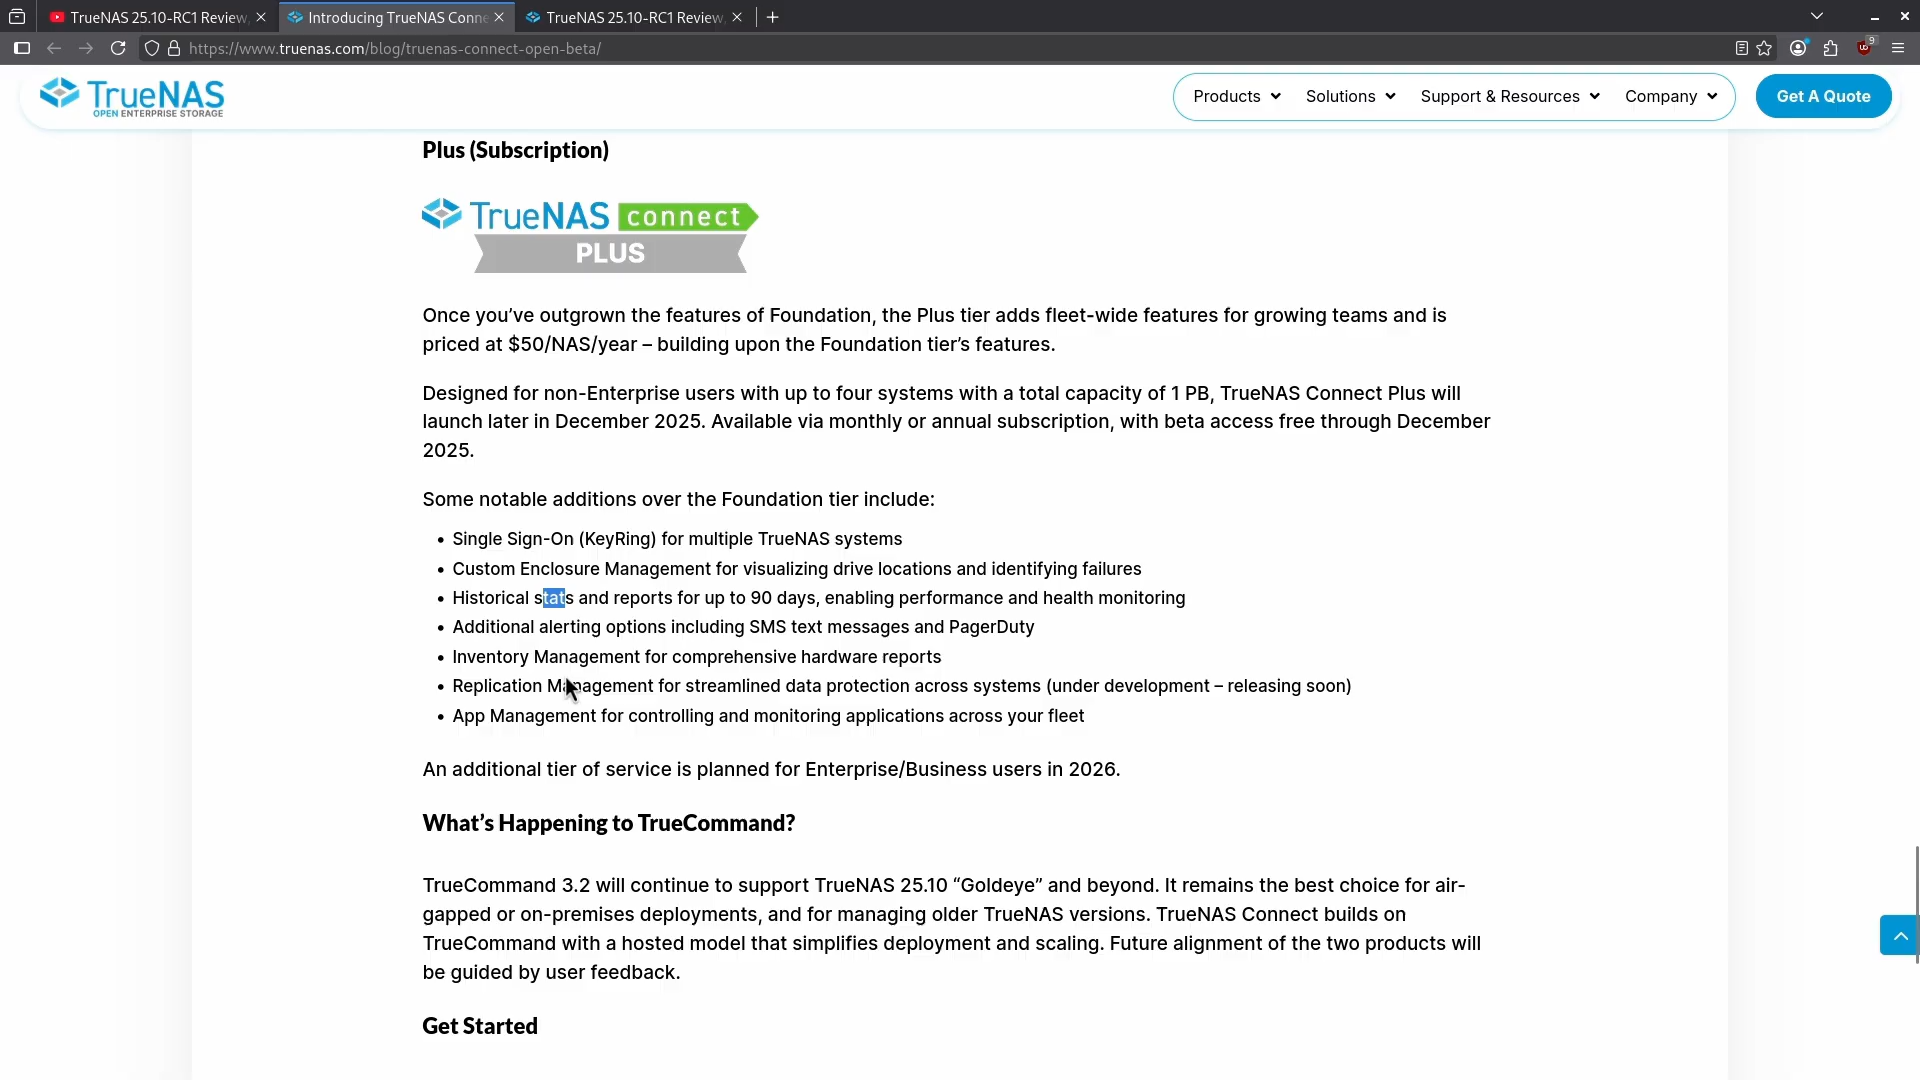 TrueNAS 25.10-RC1 Review,
Introducing TrueNAS Conne
TrueNAS 25.10-RC1 Review,
https://www.truenas.com/blog/truenas-connect-open-beta/
9
TrueNAS
OPEN ENTERPRISE STORAGE
Products
Solutions
Support & Resources
Company
Get A Quote
Plus (Subscription)
TrueNAS connect
PLUS
Once you’ve outgrown the features of Foundation, the Plus tier adds fleet-wide features for growing teams and is
priced at $50/NAS/year – building upon the Foundation tier’s features.
Designed for non-Enterprise users with up to four systems with a total capacity of 1 PB, TrueNAS Connect Plus will
launch later in December 2025. Available via monthly or annual subscription, with beta access free through December
2025.
Some notable additions over the Foundation tier include:
• Single Sign-On (KeyRing) for multiple TrueNAS systems
• Custom Enclosure Management for visualizing drive locations and identifying failures
• Historical stats and reports for up to 90 days, enabling performance and health monitoring
• Additional alerting options including SMS text messages and PagerDuty
• Inventory Management for comprehensive hardware reports
• Replication Management for streamlined data protection across systems (under development – releasing soon)
• App Management for controlling and monitoring applications across your fleet
An additional tier of service is planned for Enterprise/Business users in 2026.
What’s Happening to TrueCommand?
TrueCommand 3.2 will continue to support TrueNAS 25.10 “Goldeye” and beyond. It remains the best choice for air-
gapped or on-premises deployments, and for managing older TrueNAS versions. TrueNAS Connect builds on
TrueCommand with a hosted model that simplifies deployment and scaling. Future alignment of the two products will
be guided by user feedback.
Get Started